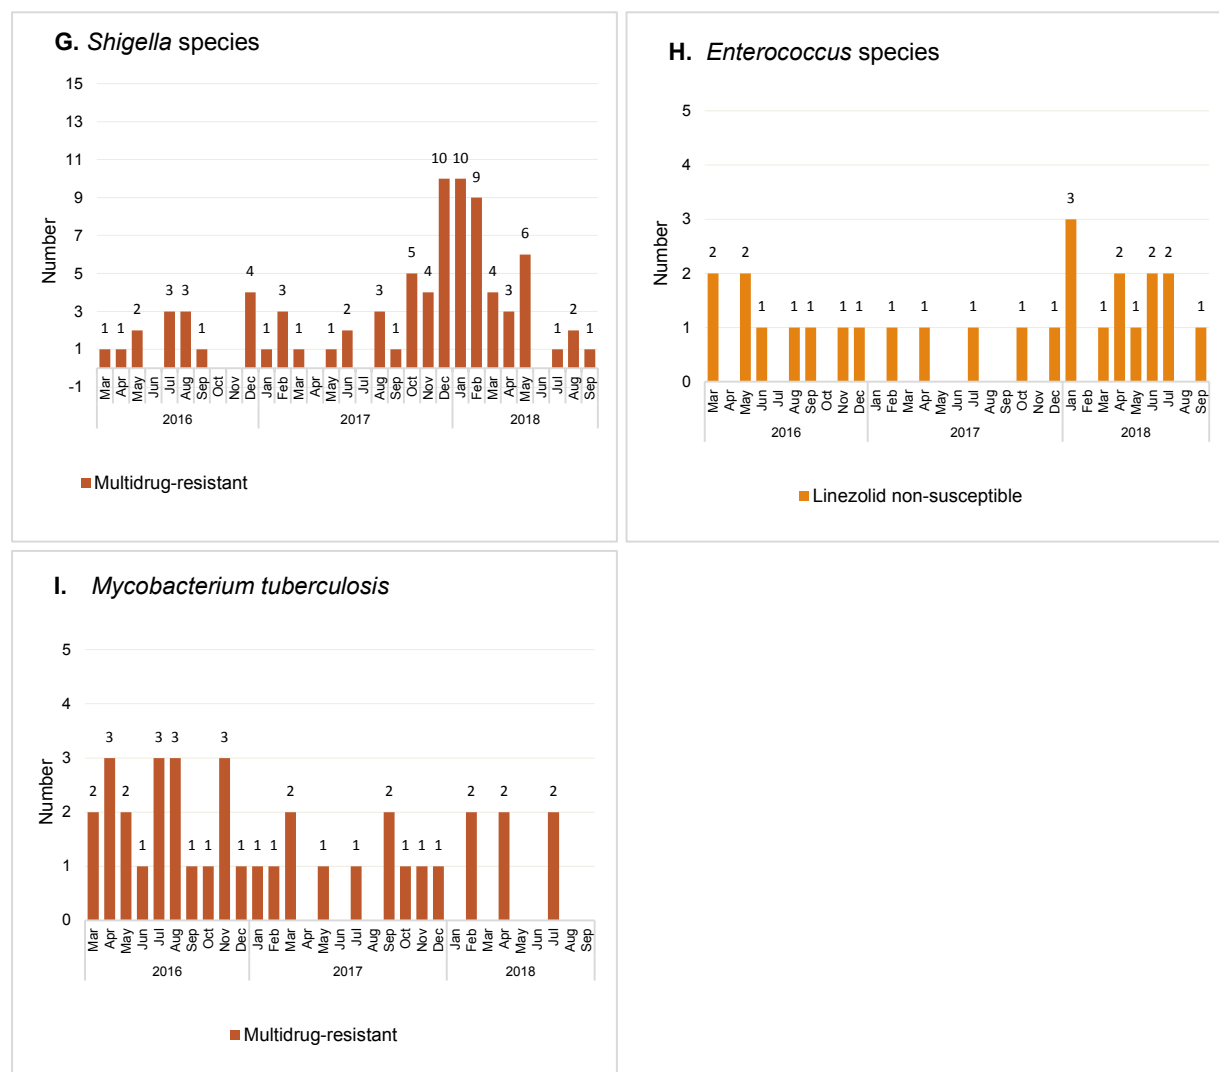 G. Shigella species
15
13
11
9
7
5
3
1
-1
Number
1 1 2 3 3 1 4 1 3 1 1 2 3 1 5 4 10 10 9 4 3 6 1 2 1
Mar Apr May Jun Jul Aug Sep Oct Nov Dec Jan Feb Mar Apr May Jun Jul Aug Sep Oct Nov Dec Jan Feb Mar Apr May Jun Jul Aug Sep
2016 2017 2018
Multidrug-resistant
H. Enterococcus species
5
4
3
2
1
0
Number
2 2 1 1 1 1 1 1 1 1 1 1 3 1 2 1 2 2 1
Mar Apr May Jun Jul Aug Sep Oct Nov Dec Jan Feb Mar Apr May Jun Jul Aug Sep Oct Nov Dec Jan Feb Mar Apr May Jun Jul Aug Sep
2016 2017 2018
Linezolid non-susceptible
I. Mycobacterium tuberculosis
5
4
3
2
1
0
Number
2 3 2 1 3 3 1 1 3 1 1 1 2 1 1 2 1 1 1 2 2 2
Mar Apr May Jun Jul Aug Sep Oct Nov Dec Jan Feb Mar Apr May Jun Jul Aug Sep Oct Nov Dec Jan Feb Mar Apr May Jun Jul Aug Sep
2016 2017 2018
Multidrug-resistant